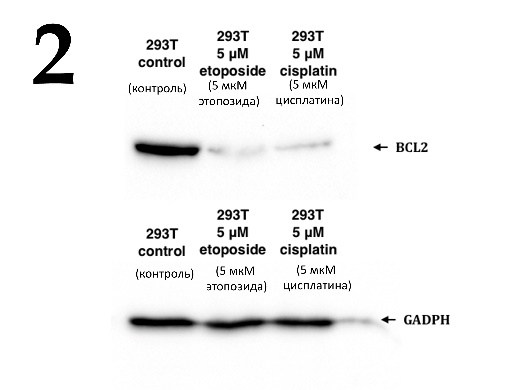 2
293T
control
(контроль)
293T
5 µM
etoposide
(5 мкМ
этопозида)
293T
5 µM
cisplatin
(5 мкМ
цисплатина)
BCL2
293T
control
(контроль)
293T
5 µM
etoposide
(5 мкМ
этопозида)
293T
5 µM
cisplatin
(5 мкМ
цисплатина)
GADPH